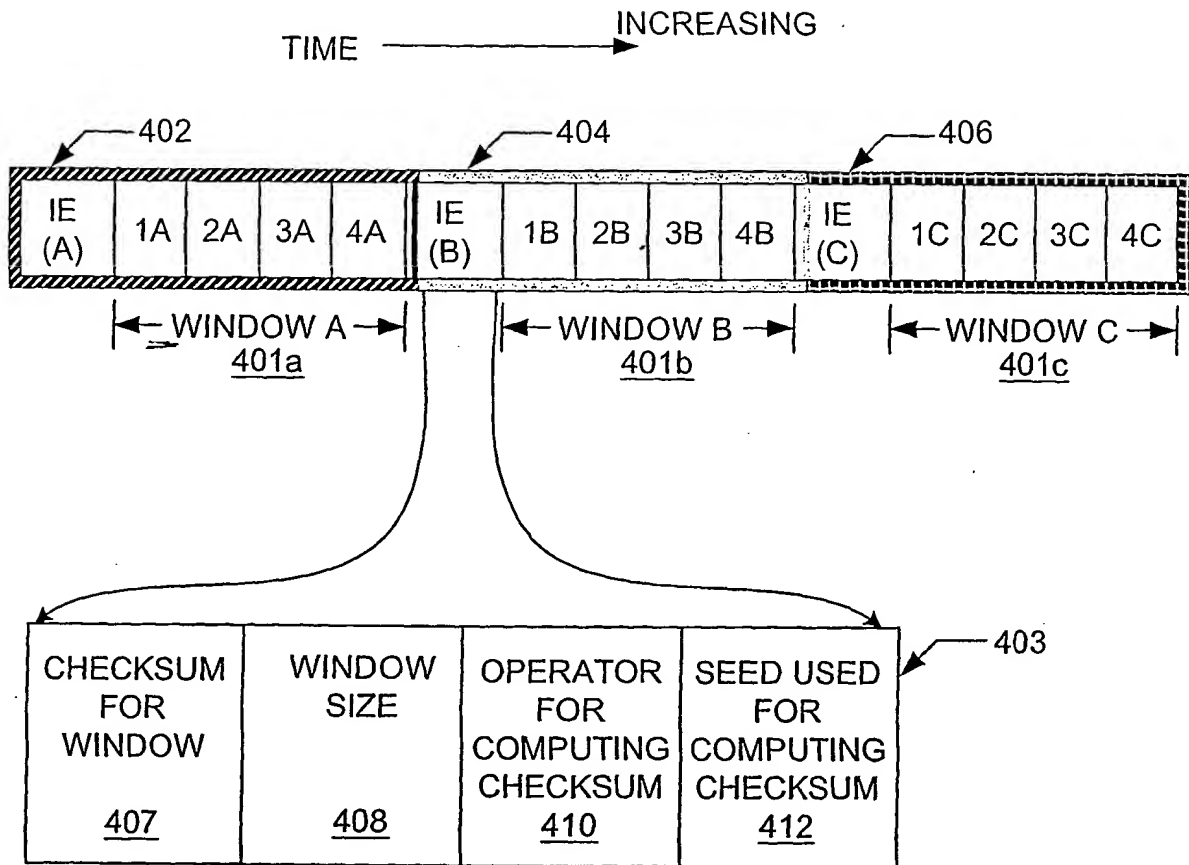 TIME INCREASING
402 404 406
IE (A) 1A 2A 3A 4A IE (B) 1B 2B 3B 4B IE (C) 1C 2C 3C 4C
WINDOW A WINDOW B WINDOW C
401a 401b 401c
403
CHECKSUM FOR WINDOW 407
WINDOW SIZE 408
OPERATOR FOR COMPUTING CHECKSUM 410
SEED USED FOR COMPUTING CHECKSUM 412